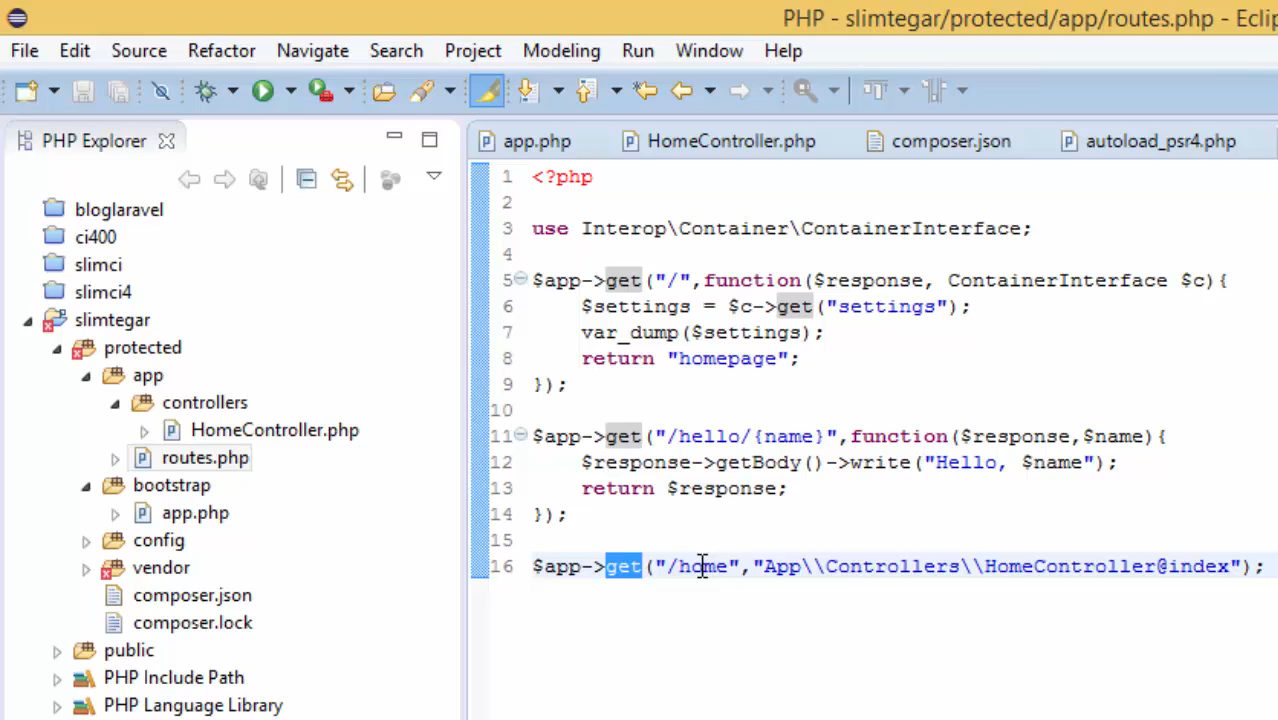 PHP - slimtegar/protected/app/routes.php - Eclip
File Edit Source Refactor Navigate Search Project Modeling Run Window Help
PHP Explorer
bloglaravel
ci400
slimci
slimci4
slimtegar
protected
app
controllers
HomeController.php
routes.php
bootstrap
app.php
config
vendor
composer.json
composer.lock
public
PHP Include Path
PHP Language Library
app.php HomeController.php composer.json autoload_psr4.php
1 <?php
2
3 use Interop\Container\ContainerInterface;
4
5 $app->get("/",function($response, ContainerInterface $c){
6 $settings = $c->get("settings");
7 var_dump($settings);
8 return "homepage";
9 });
10
11 $app->get("/hello/{name}",function($response,$name){
12 $response->getBody()->write("Hello, $name");
13 return $response;
14 });
15
16 $app->get("/home","App\\Controllers\\HomeController@index");